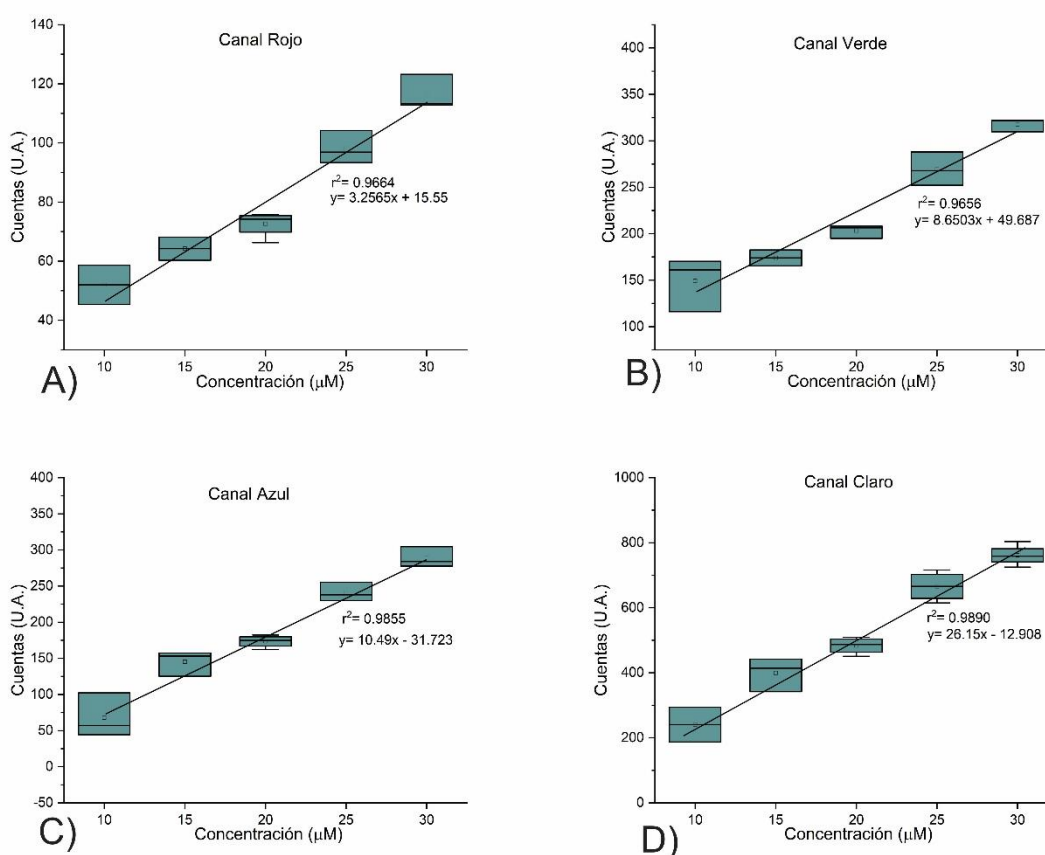 Canal Rojo
140
120
100
80
60
40
Cuentas (U.A.)
r²= 0.9664
y= 3.2565x + 15.55
10 15 20 25 30
Concentración (μM)
A)
Canal Verde
425
400
350
300
250
200
150
100
75
Cuentas (U.A.)
r²= 0.9656
y= 8.6503x + 49.687
10 15 20 25 30
Concentración (μM)
B)
Canal Azul
400
350
300
250
200
150
100
50
0
-50
Cuentas (U.A.)
r²= 0.9855
y= 10.49x - 31.723
10 15 20 25 30
Concentración (μM)
C)
Canal Claro
1000
800
600
400
200
0
Cuentas (U.A.)
r²= 0.9890
y= 26.15x - 12.908
10 15 20 25 30
Concentración (μM)
D)